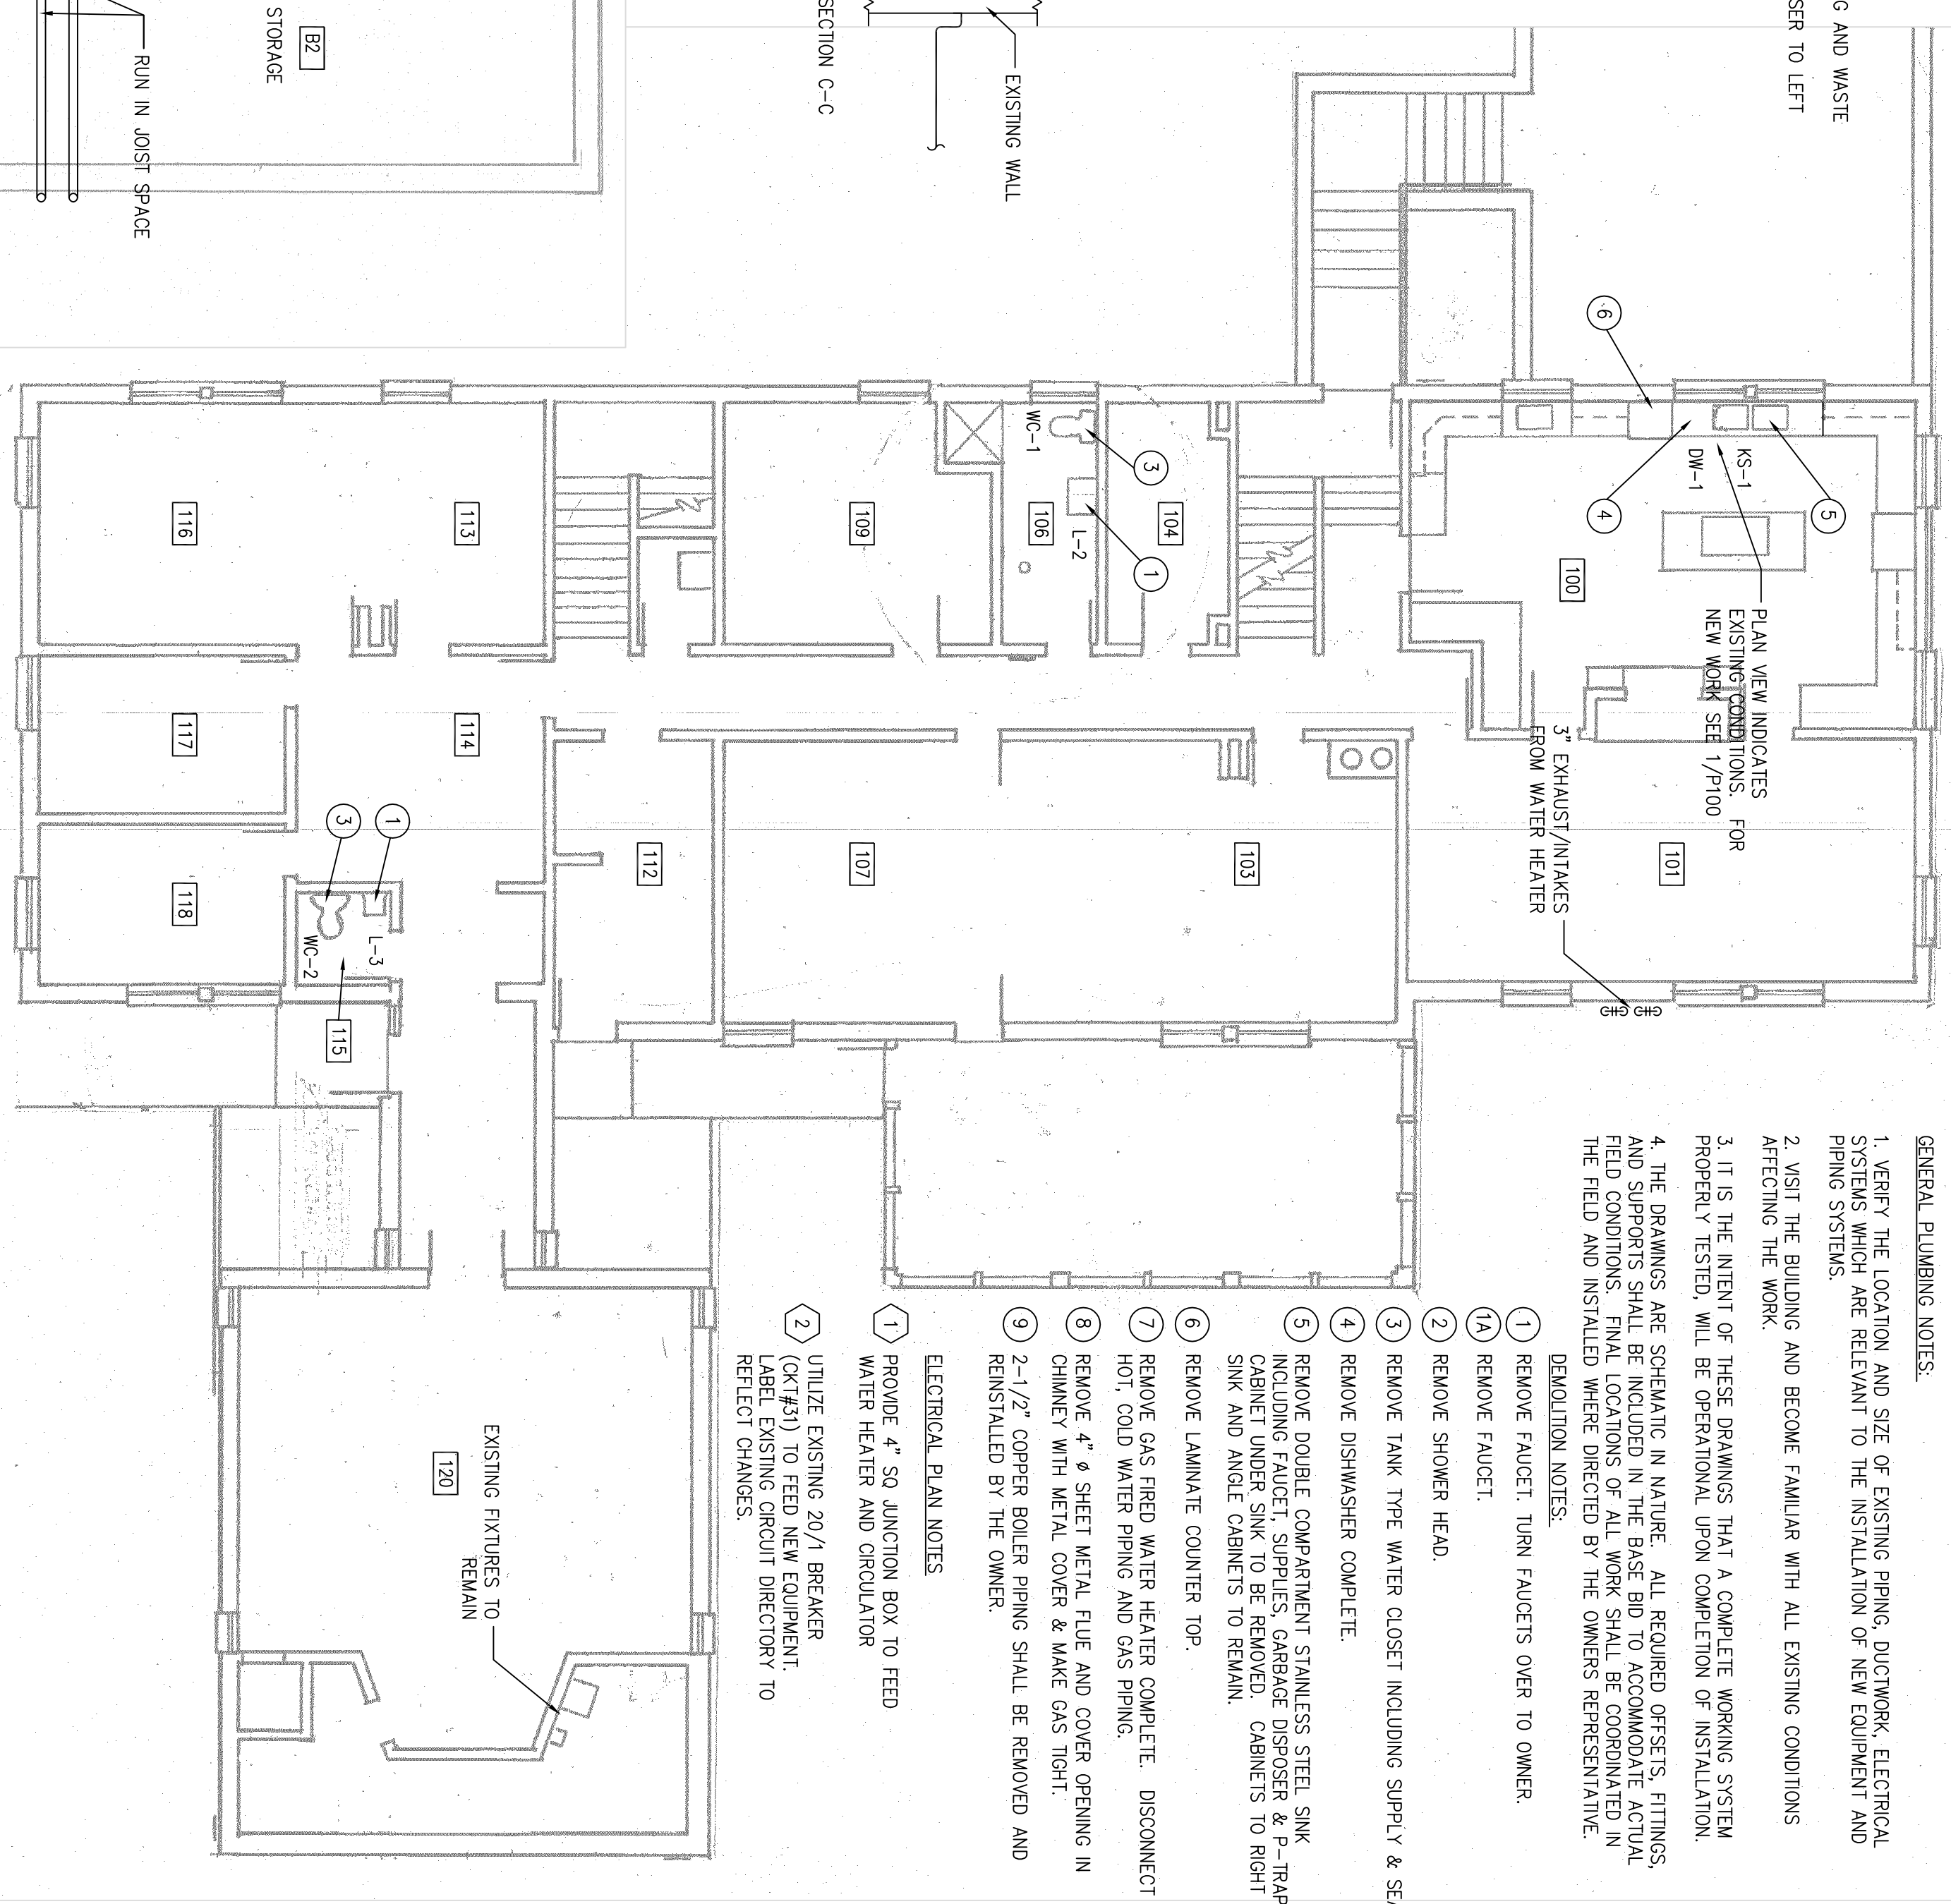 GENERAL PLUMBING NOTES:
1. VERIFY THE LOCATION AND SIZE OF EXISTING PIPING, DUCTWORK, ELECTRICAL
SYSTEMS WHICH ARE RELEVANT TO THE INSTALLATION OF NEW EQUIPMENT AND
PIPING SYSTEMS.
2. VISIT THE BUILDING AND BECOME FAMILIAR WITH ALL EXISTING CONDITIONS
AFFECTING THE WORK.
3. IT IS THE INTENT OF THESE DRAWINGS THAT A COMPLETE WORKING SYSTEM
PROPERLY TESTED, WILL BE OPERATIONAL UPON COMPLETION OF INSTALLATION.
4. THE DRAWINGS ARE SCHEMATIC IN NATURE. ALL REQUIRED OFFSETS, FITTINGS,
AND SUPPORTS SHALL BE INCLUDED IN THE BASE BID TO ACCOMMODATE ACTUAL
FIELD CONDITIONS. FINAL LOCATIONS OF ALL WORK SHALL BE COORDINATED IN
THE FIELD AND INSTALLED WHERE DIRECTED BY THE OWNERS REPRESENTATIVE.
DEMOLITION NOTES:
1 REMOVE FAUCET. TURN FAUCETS OVER TO OWNER.
1A REMOVE FAUCET.
2 REMOVE SHOWER HEAD.
3 REMOVE TANK TYPE WATER CLOSET INCLUDING SUPPLY &
4 REMOVE DISHWASHER COMPLETE.
5 REMOVE DOUBLE COMPARTMENT STAINLESS STEEL SINK
INCLUDING FAUCET, SUPPLIES, GARBAGE DISPOSER & P-TRAP
CABINET UNDER SINK TO BE REMOVED. CABINETS TO RIGHT
SINK AND ANGLE CABINETS TO REMAIN.
6 REMOVE LAMINATE COUNTER TOP.
7 REMOVE GAS FIRED WATER HEATER COMPLETE. DISCONNECT
HOT, COLD WATER PIPING AND GAS PIPING.
8 REMOVE 4" ø SHEET METAL FLUE AND COVER OPENING IN
CHIMNEY WITH METAL COVER & MAKE GAS TIGHT.
9 2-1/2" COPPER BOILER PIPING SHALL BE REMOVED AND
REINSTALLED BY THE OWNER.
ELECTRICAL PLAN NOTES
1 PROVIDE 4" SQ JUNCTION BOX TO FEED
WATER HEATER AND CIRCULATOR
2 UTILIZE EXISTING 20/1 BREAKER
(CKT#31) TO FEED NEW EQUIPMENT.
LABEL EXISTING CIRCUIT DIRECTORY TO
REFLECT CHANGES.
G AND WASTE
SER TO LEFT
EXISTING WALL
SECTION C-C
B2
STORAGE
RUN IN JOIST SPACE
6
5
4
KS-1
DW-1
100
PLAN VIEW INDICATES
EXISTING CONDITIONS. FOR
NEW WORK SEE 1/P100
3" EXHAUST/INTAKES
FROM WATER HEATER
101
103
104
3
1
WC-1
L-2
106
109
107
112
113
114
116
117
118
1
3
L-3
WC-2
115
120
EXISTING FIXTURES TO
REMAIN